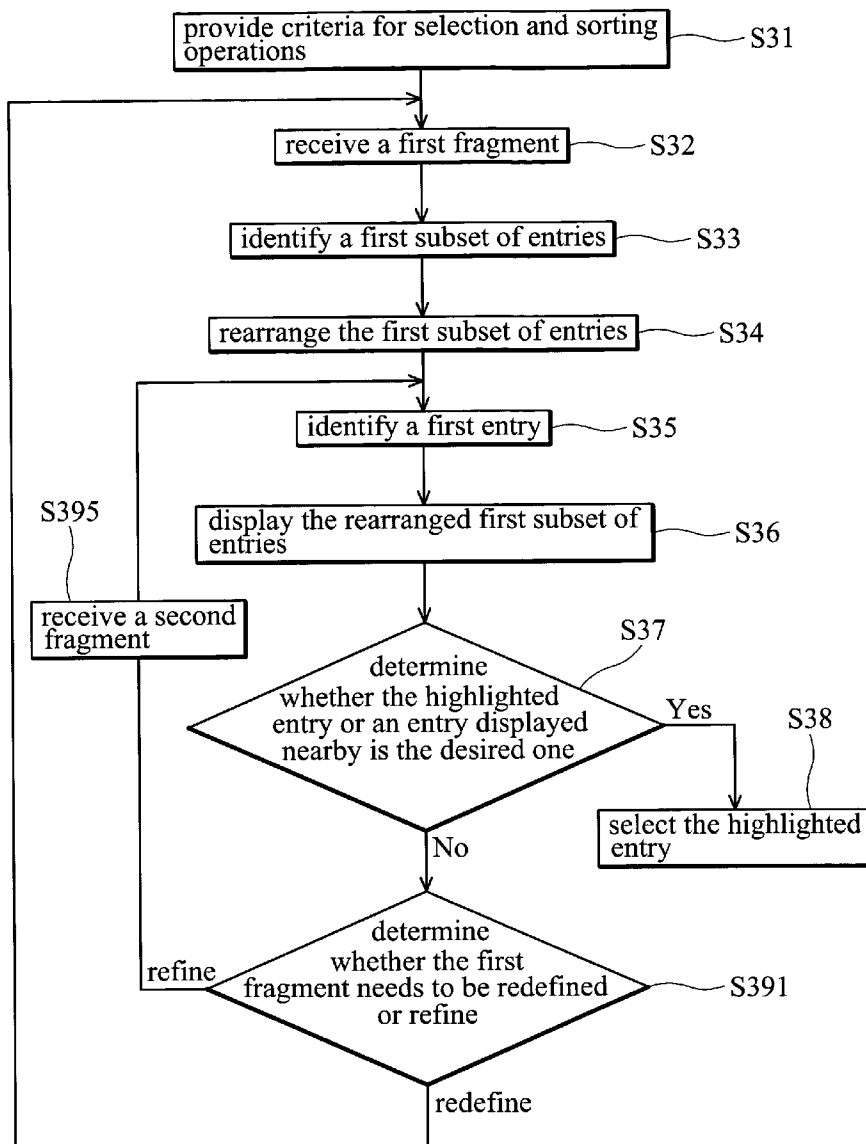 provide criteria for selection and sorting
operations
S31
receive a first fragment
S32
identify a first subset of entries
S33
rearrange the first subset of entries
S34
identify a first entry
S35
display the rearranged first subset of
entries
S36
S395
receive a second
fragment
determine
whether the highlighted
entry or an entry displayed
nearby is the desired one
S37
Yes
S38
select the highlighted
entry
No
determine
whether the first
fragment needs to be redefined
or refine
S391
refine
redefine